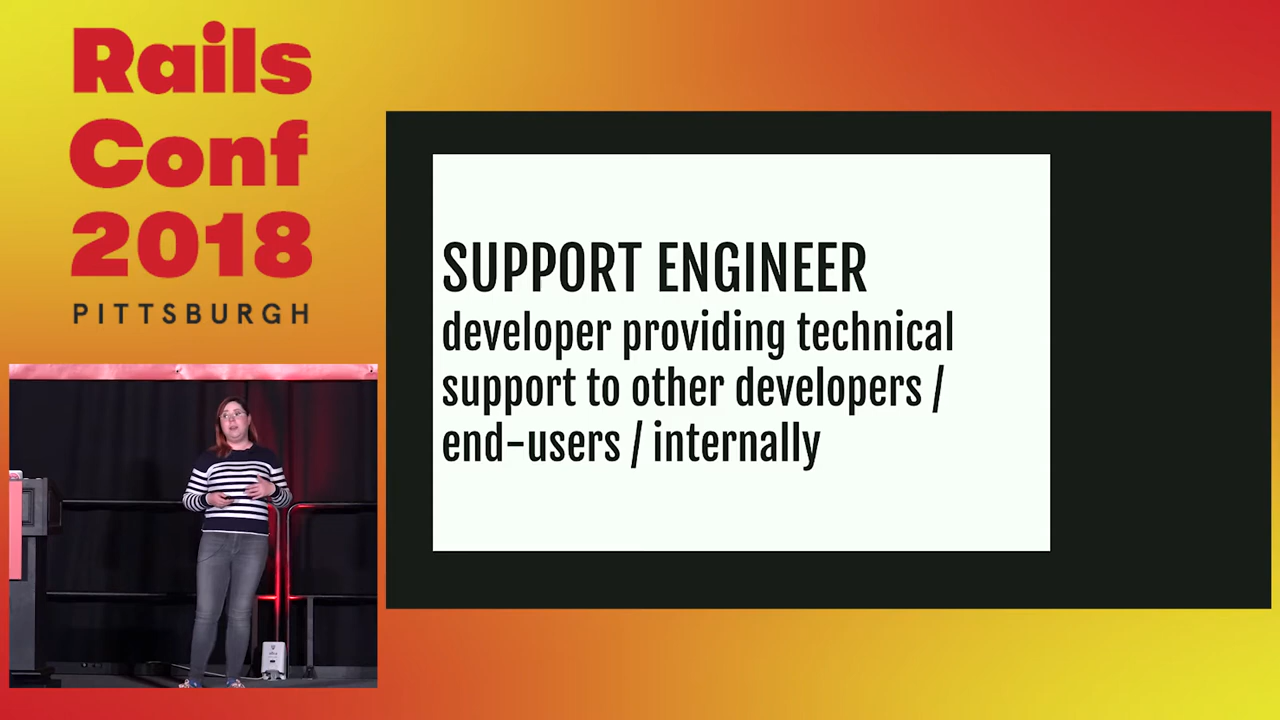 Rails
Conf
2018
PITTSBURGH
SUPPORT ENGINEER
developer providing technical
support to other developers /
end-users / internally